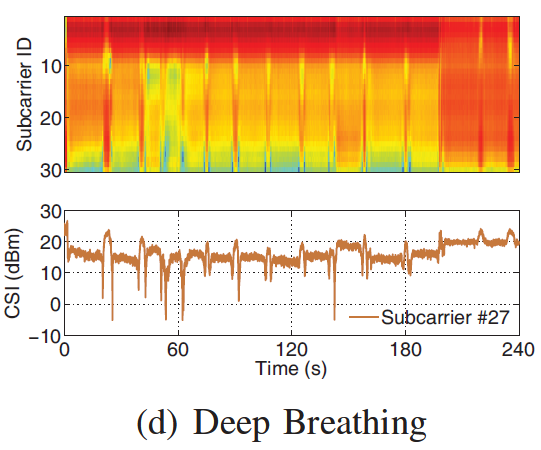 Subcarrier ID
10
20
30
CSI (dBm)
30
20
10
0
−10
Subcarrier #27
0 60 120 180 240
Time (s)
(d) Deep Breathing